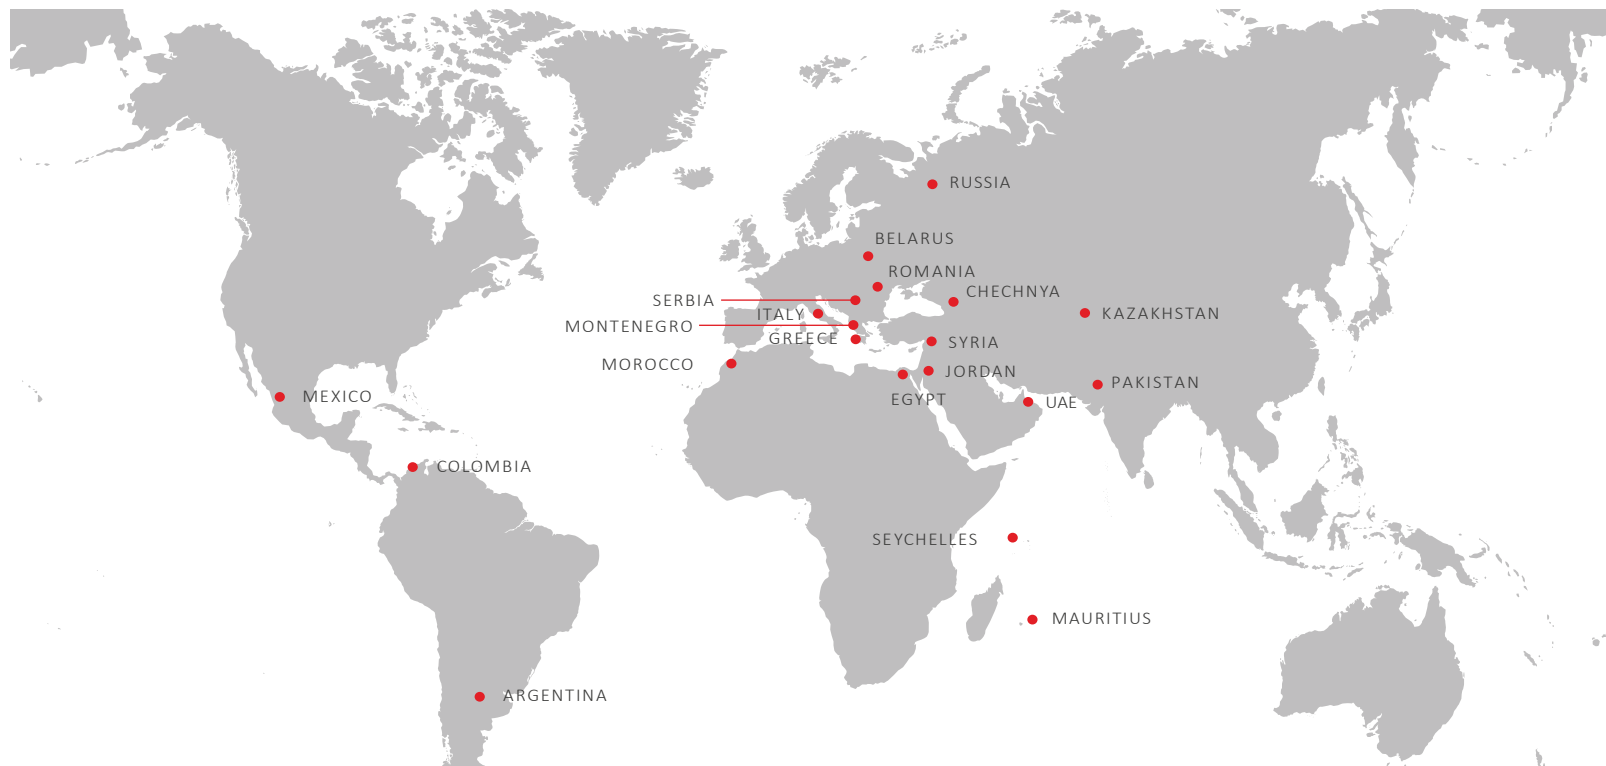 RUSSIA
BELARUS
ROMANIA
CHECHNYA
SERBIA
ITALY
KAZAKHSTAN
MONTENEGRO
GREECE
SYRIA
MOROCCO
JORDAN
PAKISTAN
MEXICO
EGYPT
UAE
COLOMBIA
SEYCHELLES
MAURITIUS
ARGENTINA